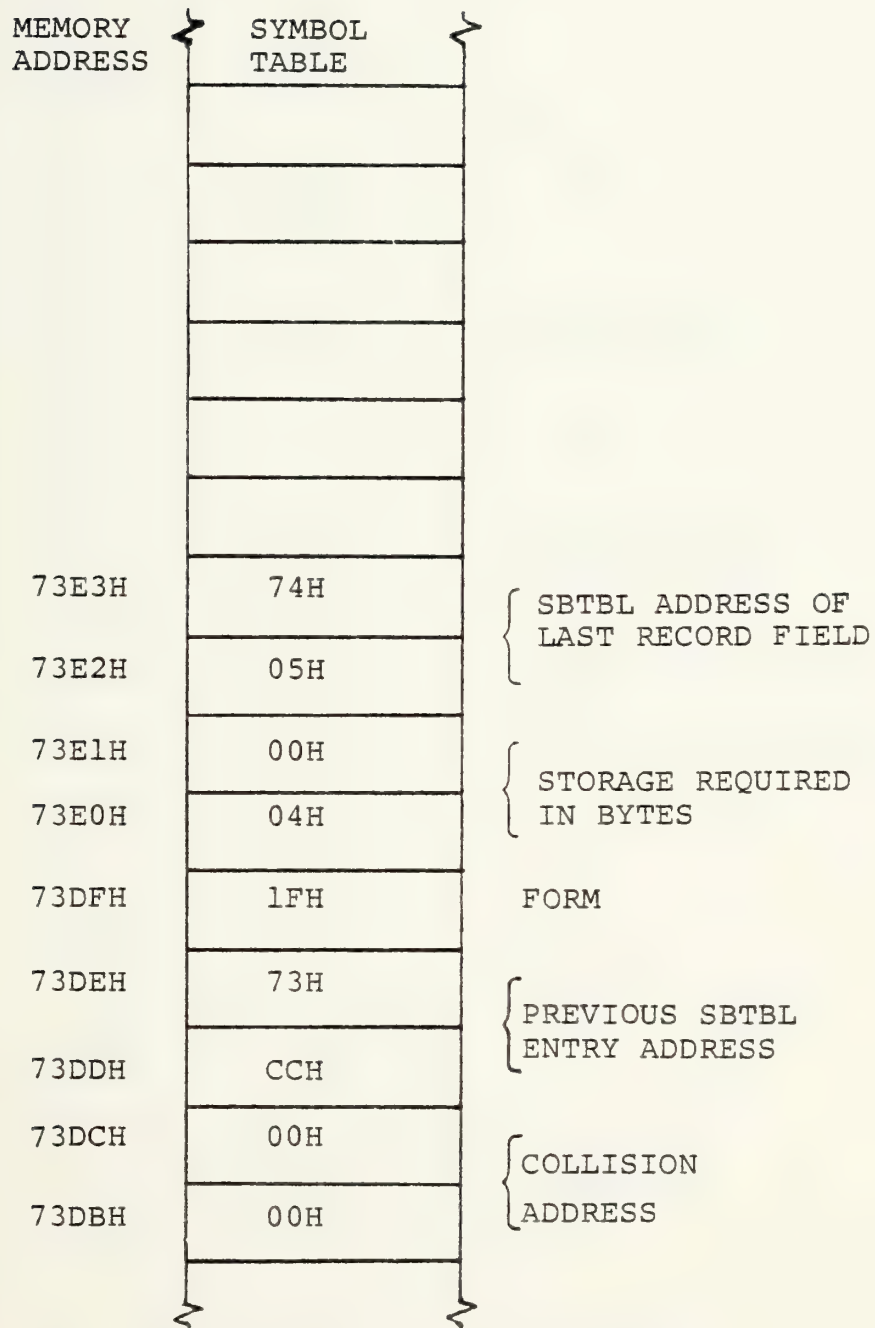 MEMORY SYMBOL
ADDRESS TABLE
73E3H 74H
SBTBL ADDRESS OF
LAST RECORD FIELD
73E2H 05H
73E1H 00H
STORAGE REQUIRED
IN BYTES
73E0H 04H
73DFH 1FH FORM
73DEH 73H
PREVIOUS SBTBL
ENTRY ADDRESS
73DDH CCH
73DCH 00H
COLLISION
ADDRESS
73DBH 00H